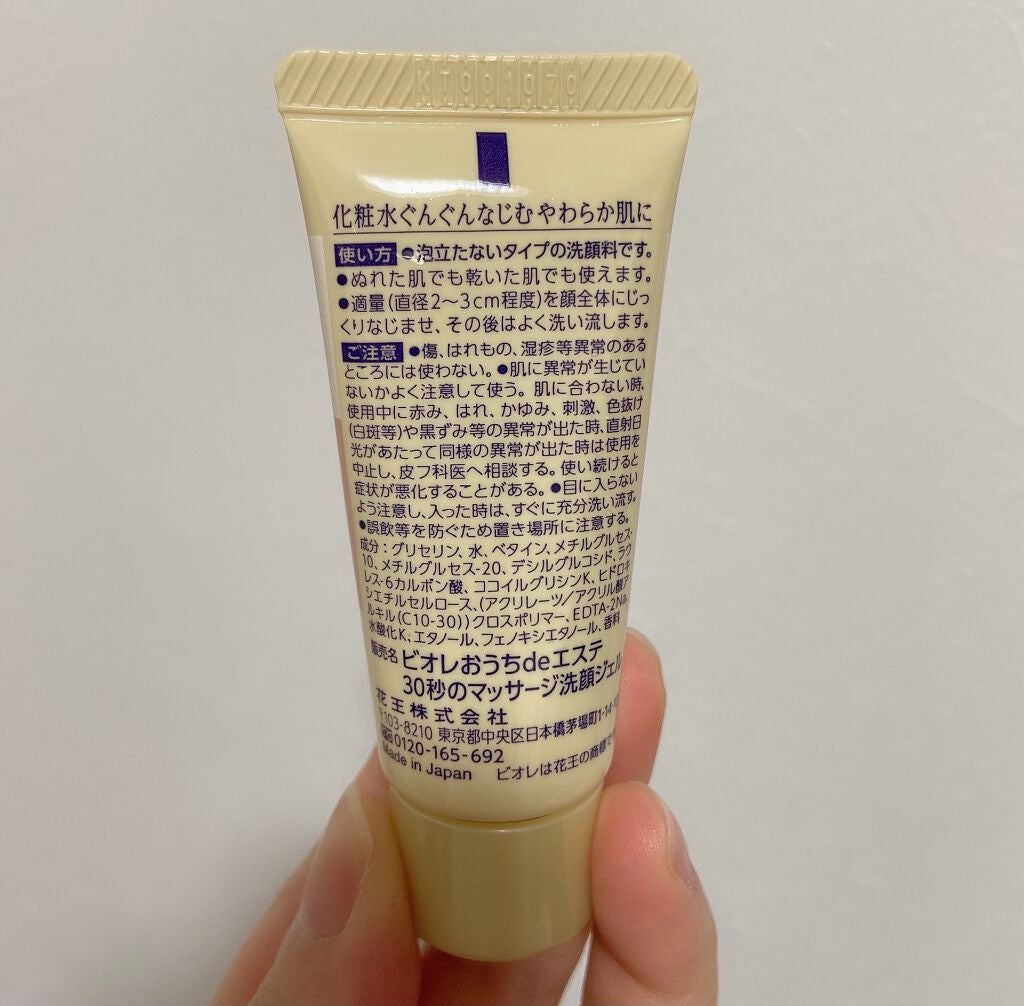 KT001070
化粧水ぐんぐんなじむやわらか肌に
使い方 ●泡立たないタイプの洗顔料です。
●ぬれた肌でも乾いた肌でも使えます。
●適量(直径2〜3cm程度)を顔全体にじっ
くりなじませ、その後はよく洗い流します。
ご注意 ●傷、はれもの、湿疹等異常のある
ところには使わない。●肌に異常が生じてい
ないかよく注意して使う。肌に合わない時、
使用中に赤み、はれ、かゆみ、刺激、色抜け
(白斑等)や黒ずみ等の異常が出た時、直射日
光があたって同様の異常が出た時は使用を
中止し、皮フ科医へ相談する。使い続けると
症状が悪化することがある。●目に入らない
よう注意し、入った時は、すぐに充分洗い流す。
●誤飲等を防ぐため置き場所に注意する。
成分：グリセリン、水、ベタイン、メチルグルセス-
10、メチルグルセス-20、デシルグルコシド、ラウ
レス-6カルボン酸、ココイルグリシンK、ヒドロキ
シエチルセルロース、(アクリレーツ/アクリル酸ア
ルキル(C10-30))クロスポリマー、EDTA-2Na、
水酸化K、エタノール、フェノキシエタノール、香料
販売名 ビオレおうちdeエステ
30秒のマッサージ洗顔ジェル
花王株式会社
〒103-8210 東京都中央区日本橋茅場町1-14-
0120-165-692
Made in Japan ビオレは花王の商標で